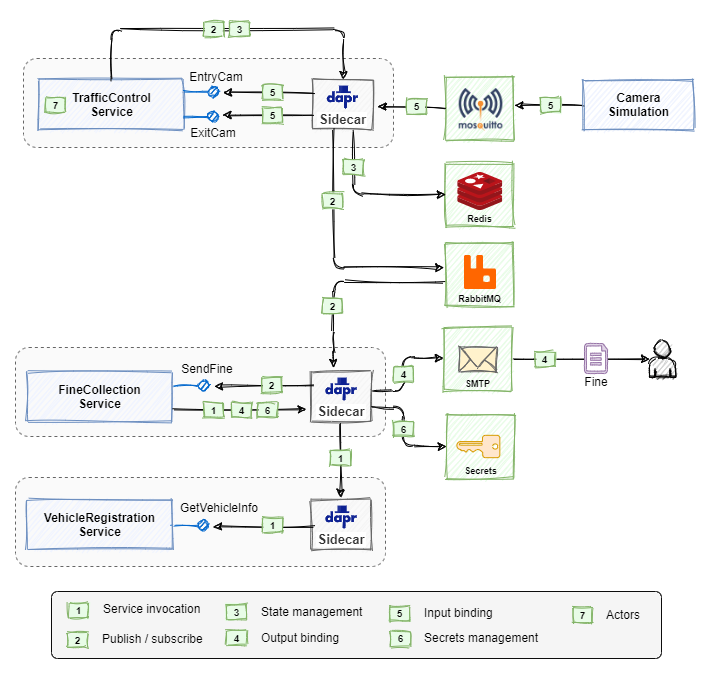 2 3
EntryCam
TrafficControl
Service
7
5
5
ExitCam
dapr
Sidecar
5
mosquitto
5
Camera
Simulation
3
2
Redis
RabbitMQ
2
SendFine
FineCollection
Service
2
1 4 6
dapr
Sidecar
4
SMTP
4
Fine
6
Secrets
1
GetVehicleInfo
VehicleRegistration
Service
1
dapr
Sidecar
1 Service invocation
3 State management
5 Input binding
7 Actors
2 Publish / subscribe
4 Output binding
6 Secrets management